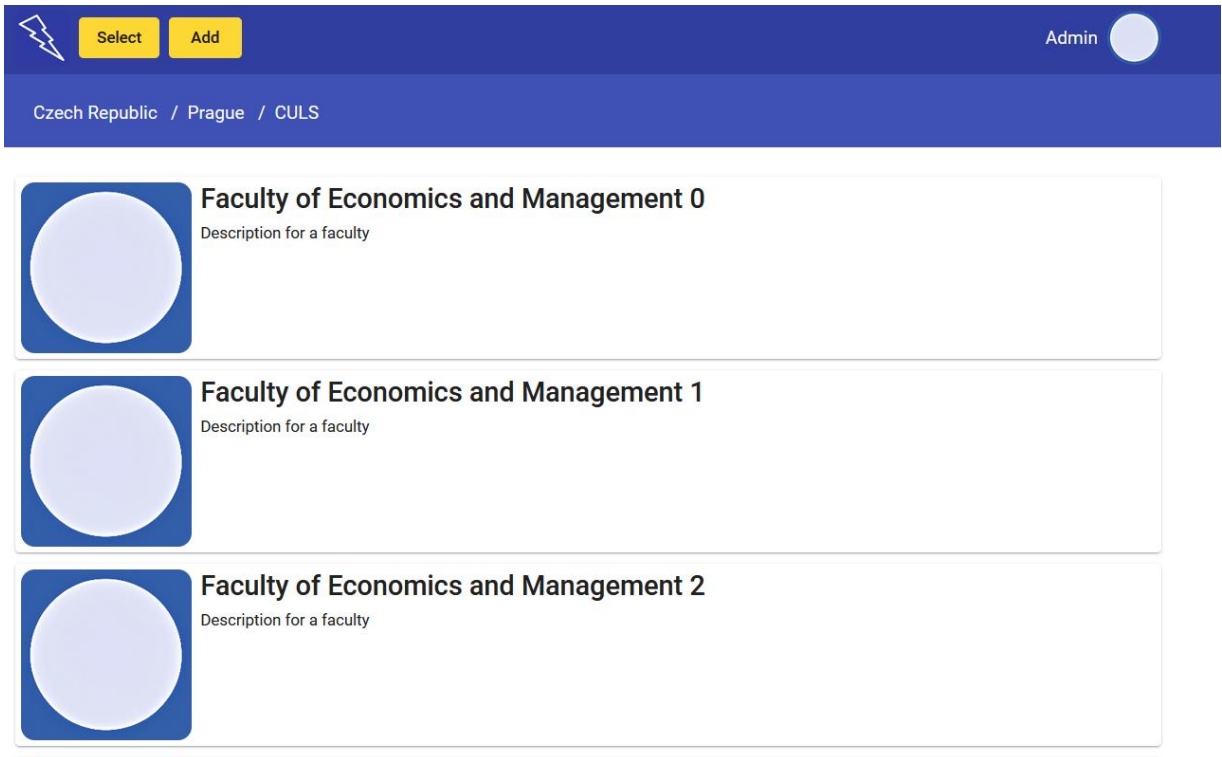 Select Add Admin
Czech Republic / Prague / CULS
Faculty of Economics and Management 0
Description for a faculty
Faculty of Economics and Management 1
Description for a faculty
Faculty of Economics and Management 2
Description for a faculty